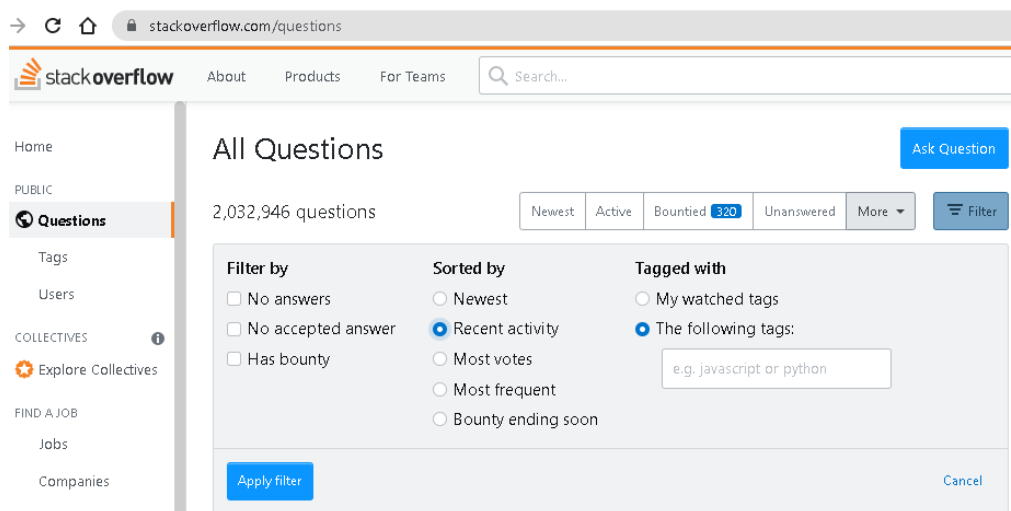 stackoverflow.com/questions
stack overflow
About Products For Teams Search...
Home
PUBLIC
Questions
Tags
Users
COLLECTIVES
Explore Collectives
FIND A JOB
Jobs
Companies
All Questions
Ask Question
2,032,946 questions
Newest Active Bountied 320 Unanswered More Filter
Filter by
No answers
No accepted answer
Has bounty
Sorted by
Newest
Recent activity
Most votes
Most frequent
Bounty ending soon
Tagged with
My watched tags
The following tags:
e.g. javascript or python
Apply filter
Cancel